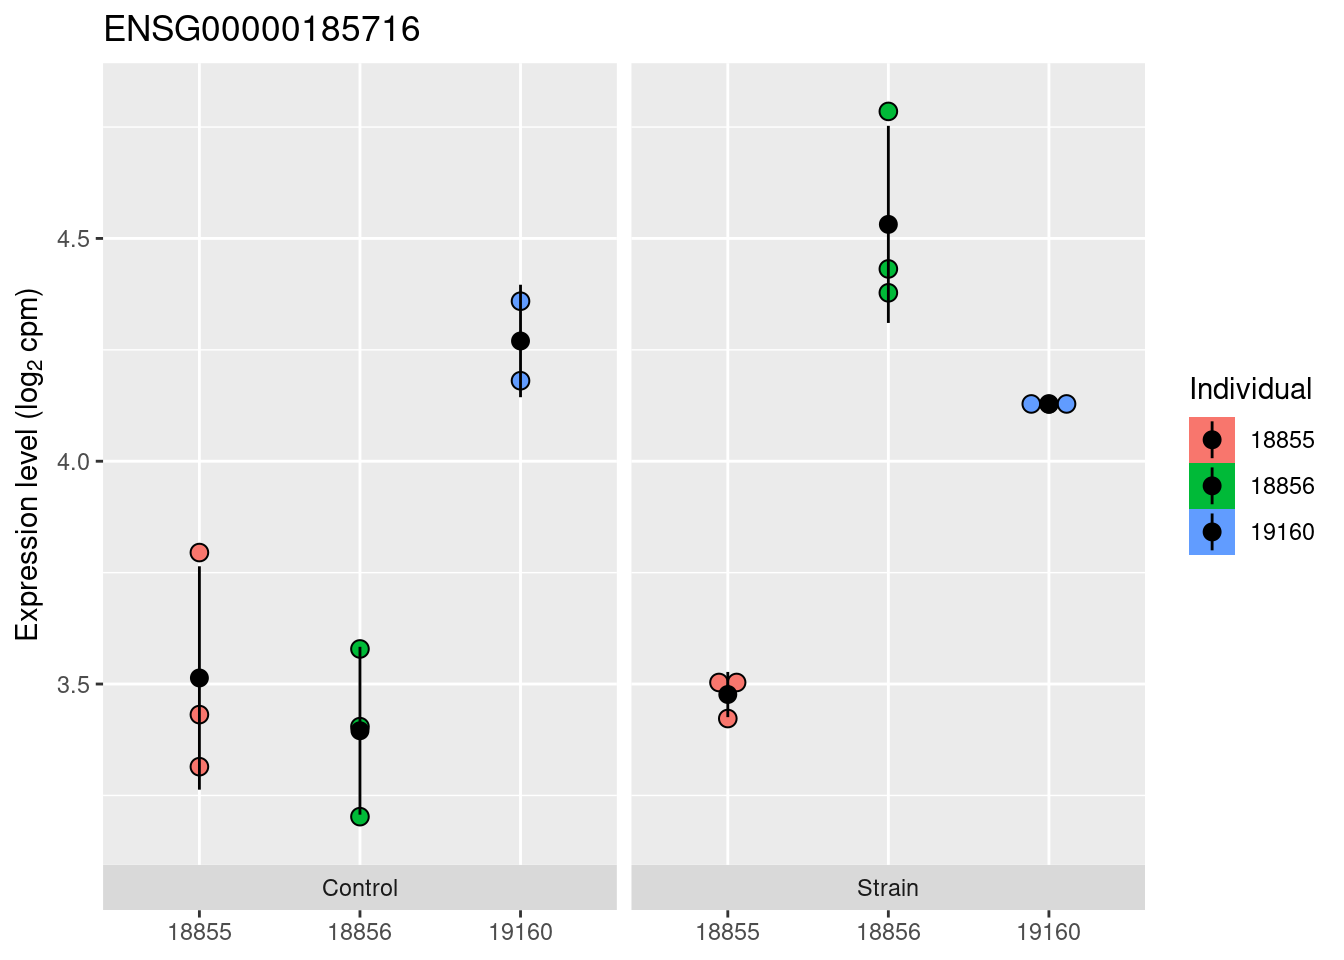 ENSG00000185716
Expression level (log₂ cpm)
4.5
4.0
3.5
Control
Strain
18855 18856 19160
18855 18856 19160
Individual
18855
18856
19160